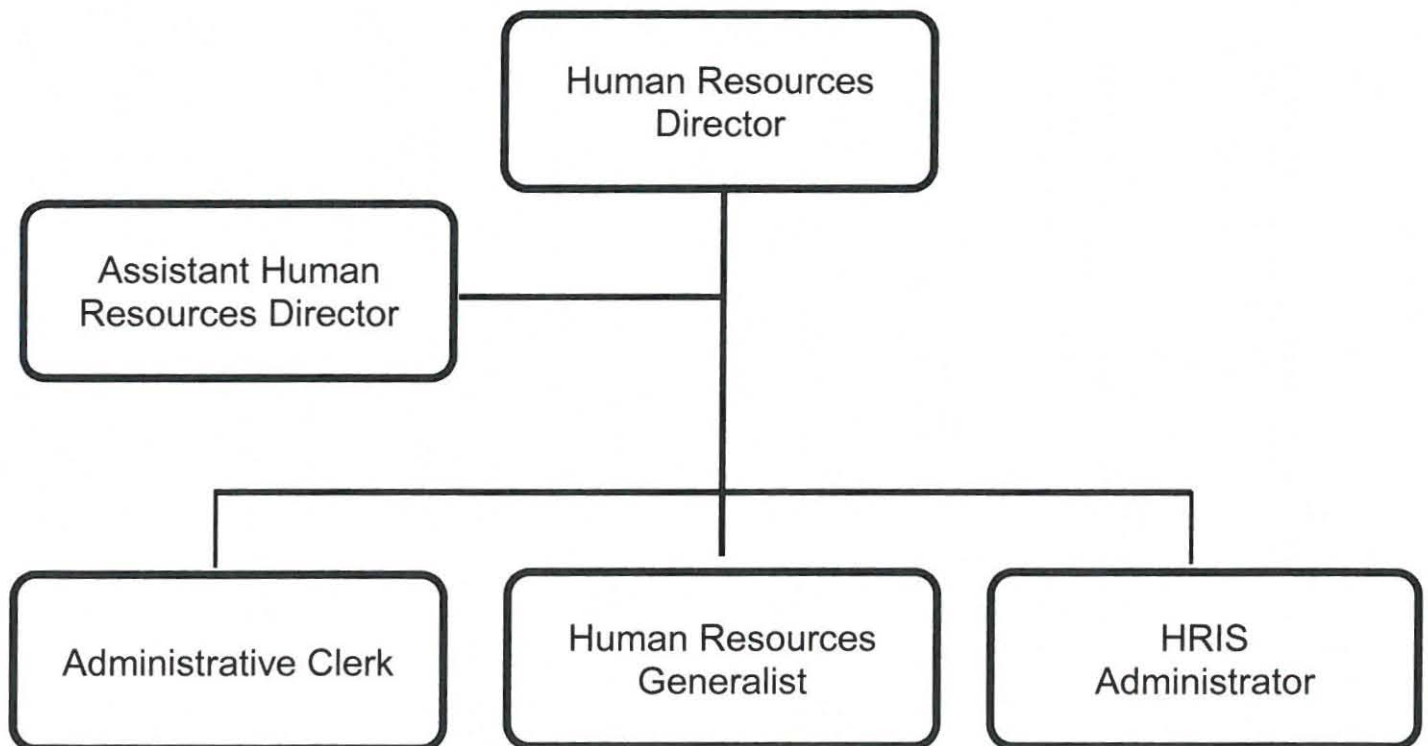 Human Resources
Director
Assistant Human
Resources Director
Administrative Clerk
Human Resources
Generalist
HRIS
Administrator